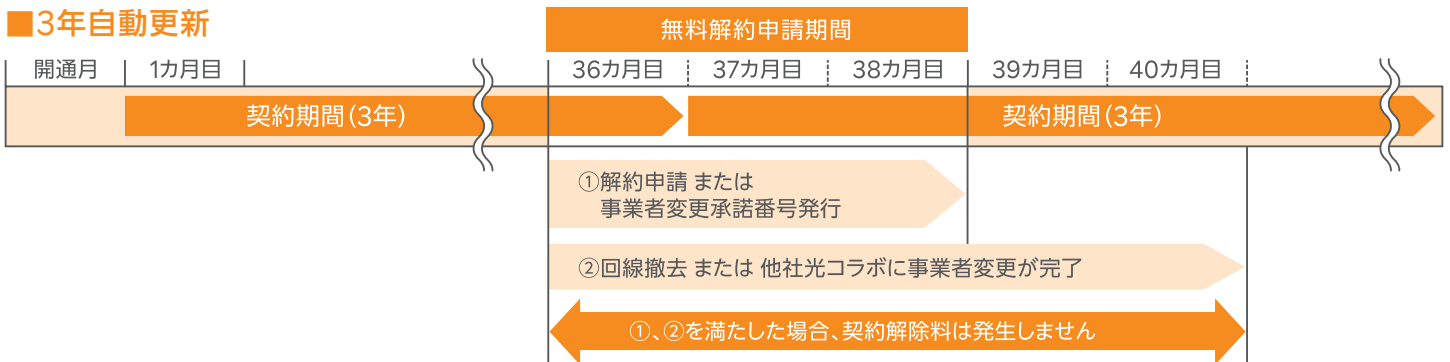 ■3年自動更新
無料解約申請期間
開通月 1カ月目 36カ月目 37カ月目 38カ月目 39カ月目 40カ月目
契約期間(3年) 契約期間(3年)
①解約申請 または
事業者変更承諾番号発行
②回線撤去 または 他社光コラボに事業者変更が完了
①、②を満たした場合、契約解除料は発生しません